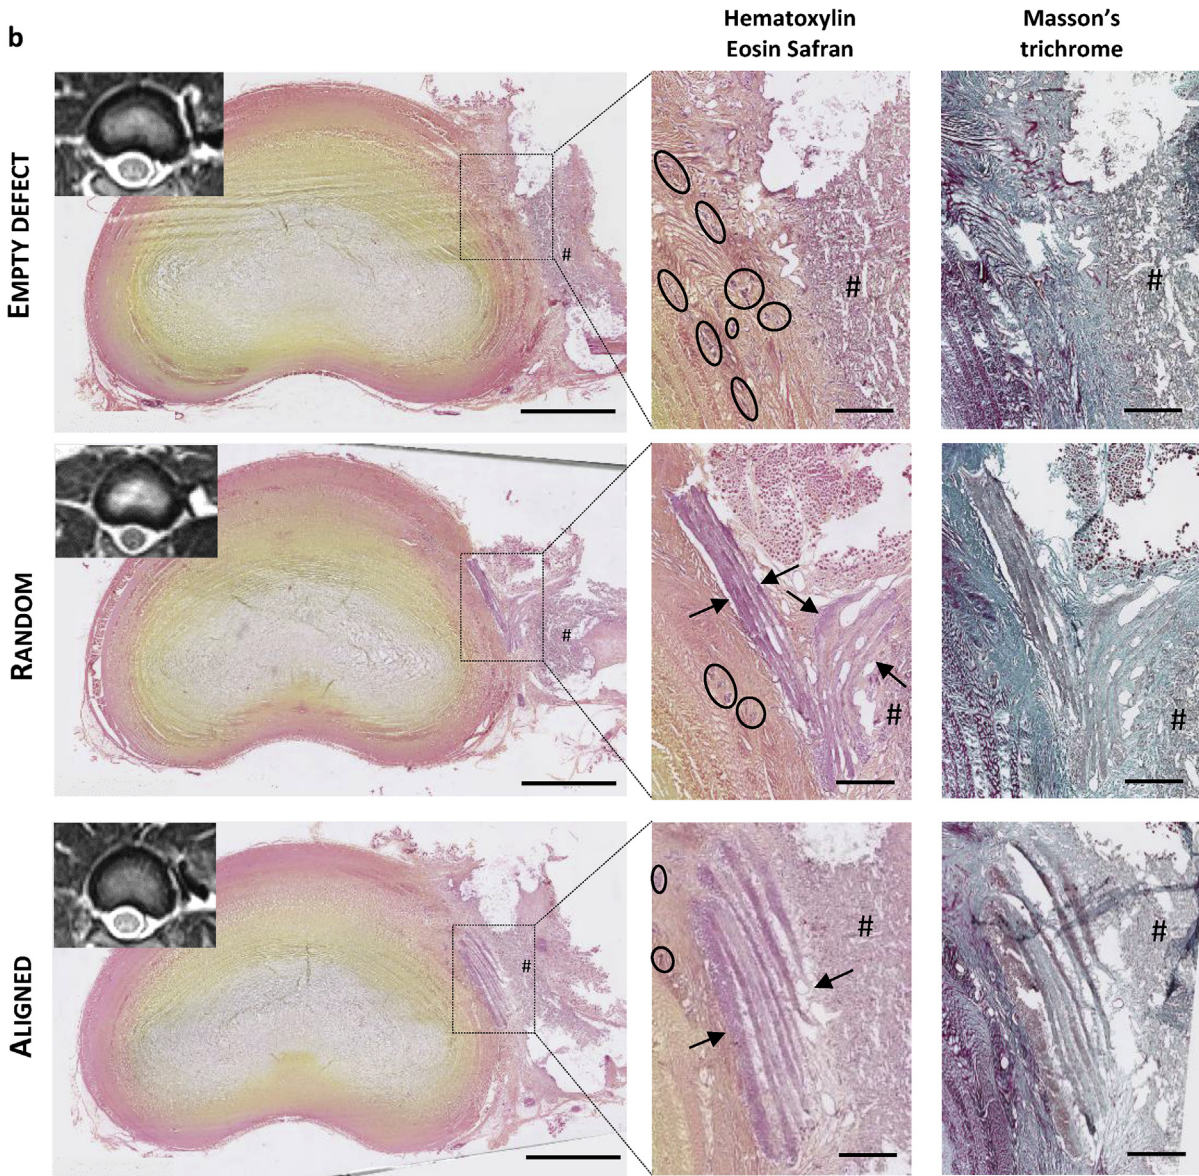 b
Hematoxylin
Eosin Safran
Masson's
trichrome
EMPTY DEFECT
#
#
#
RANDOM
#
#
#
ALIGNED
#
#
#